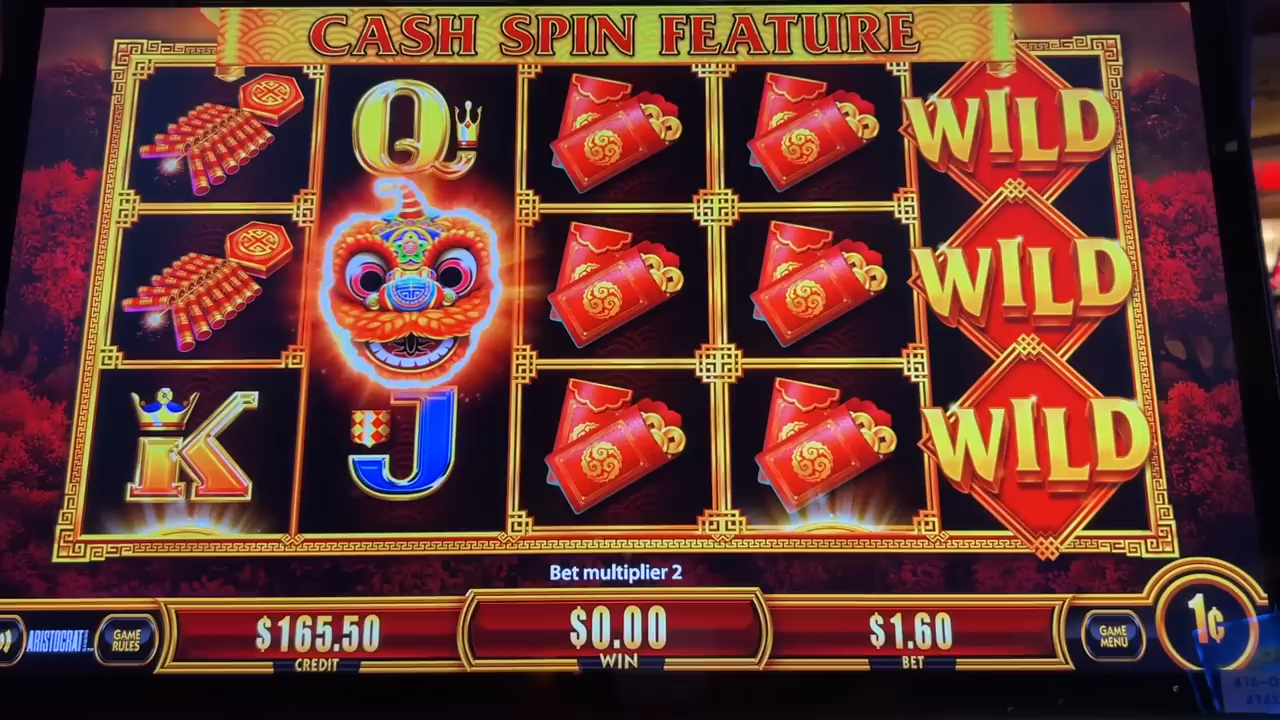 CASH SPIN FEATURE
Q
WILD
WILD
K
J
WILD
Bet multiplier 2
ARISTOCRAT
GAME
RULES
$165.50
CREDIT
$0.00
WIN
$1.60
BET
GAME
MENU
1¢